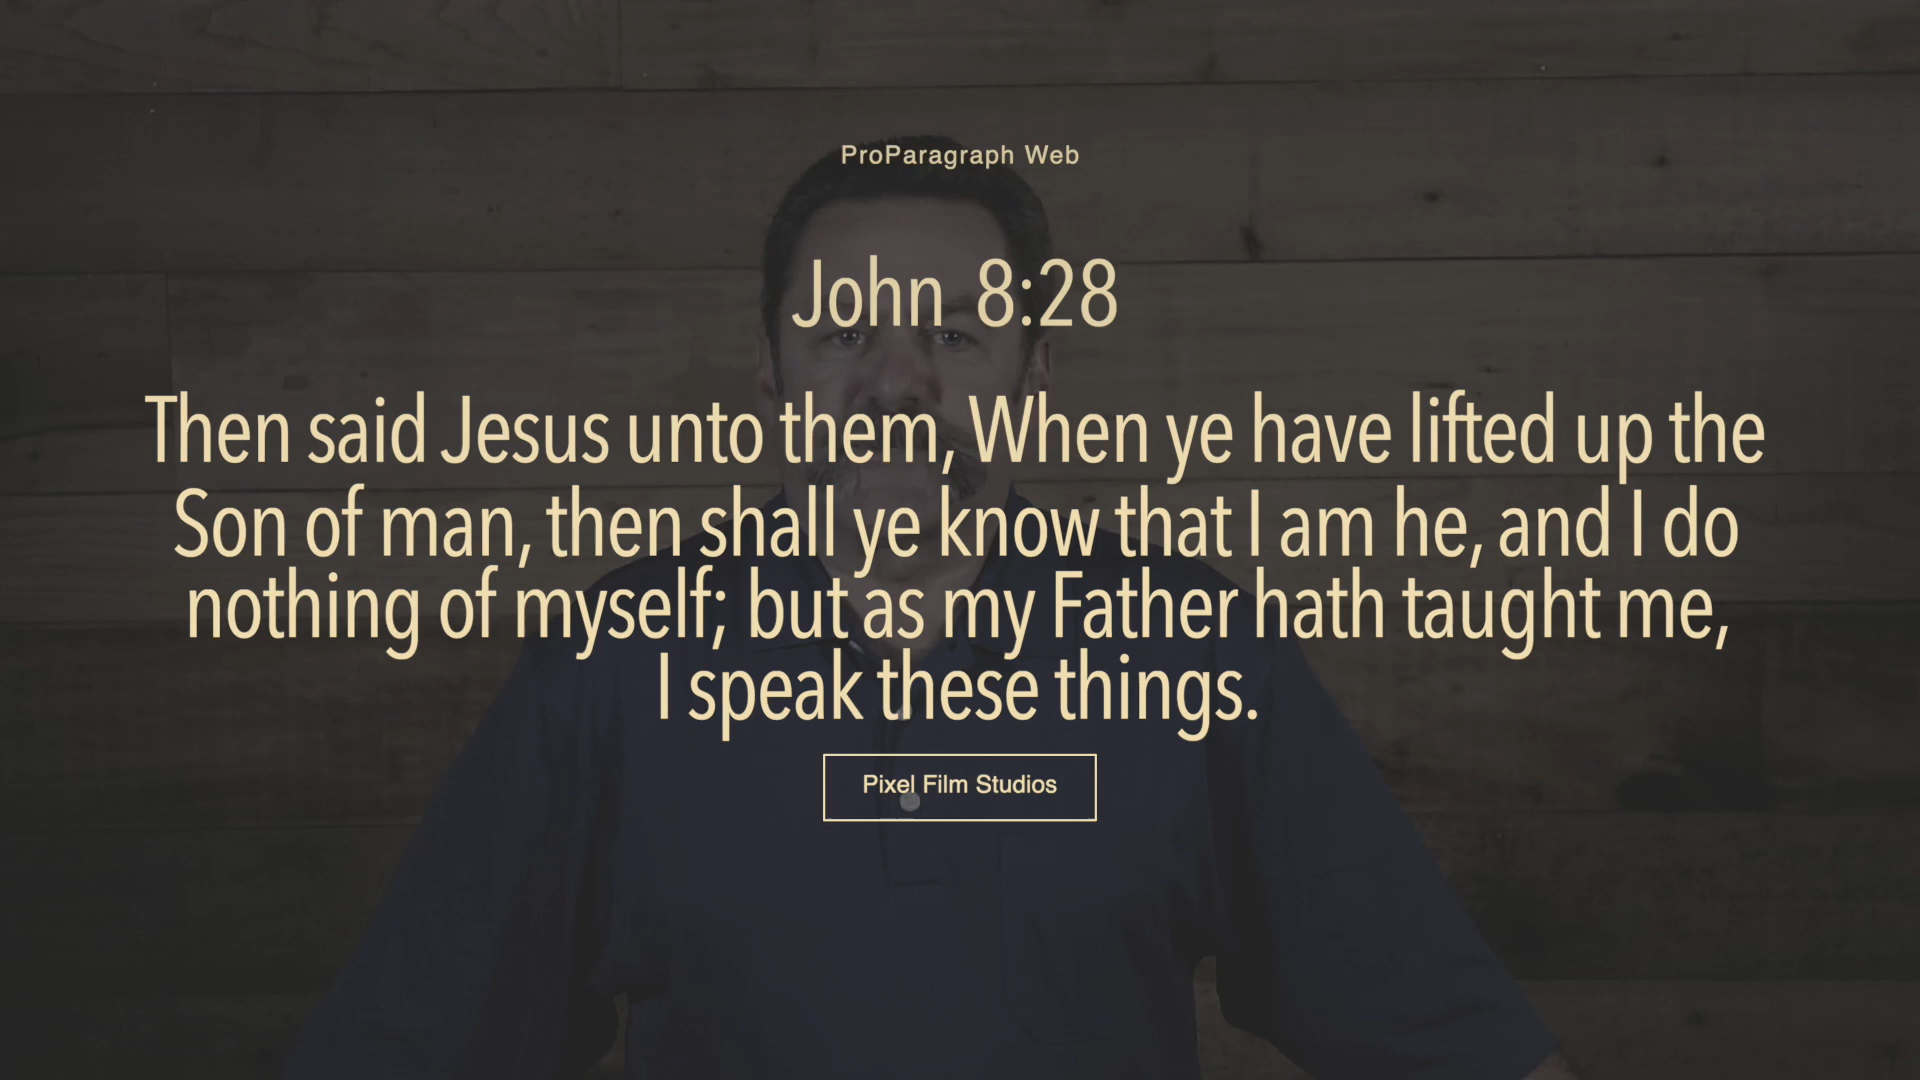 ProParagraph Web
John 8:28
Then said Jesus unto them, When ye have lifted up the
Son of man, then shall ye know that I am he, and I do
nothing of myself; but as my Father hath taught me,
I speak these things.
Pixel Film Studios